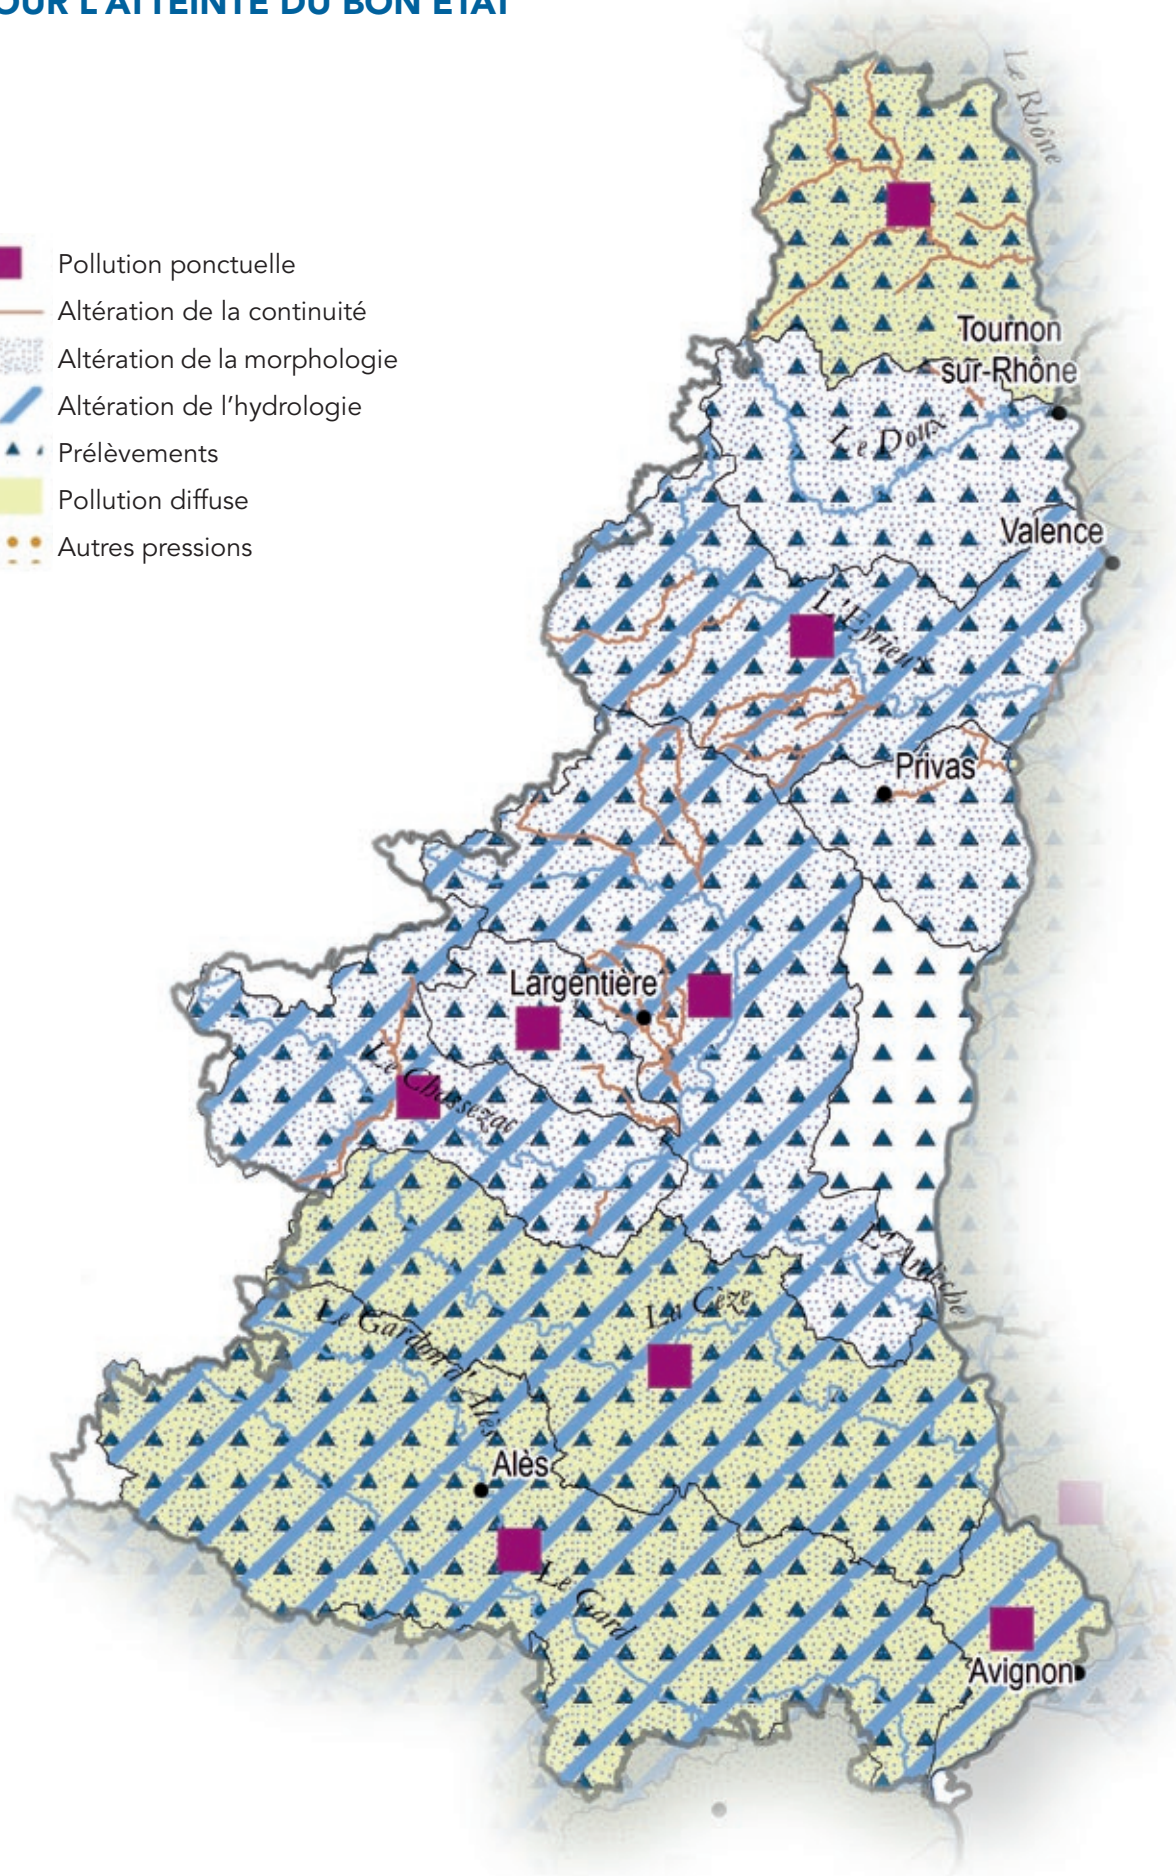 OUR L'ATTEINTE DU BON ÉTAT
Pollution ponctuelle
Altération de la continuité
Altération de la morphologie
Altération de l'hydrologie
Prélèvements
Pollution diffuse
Autres pressions
Le Rhône
Tournon
sur-Rhône
Le Doux
Valence
L'Eyrieux
Privas
Largentière
Le Chassezac
L'Ardèche
La Cèze
Le Gardon d'Alès
Alès
Le Gard
Avignon